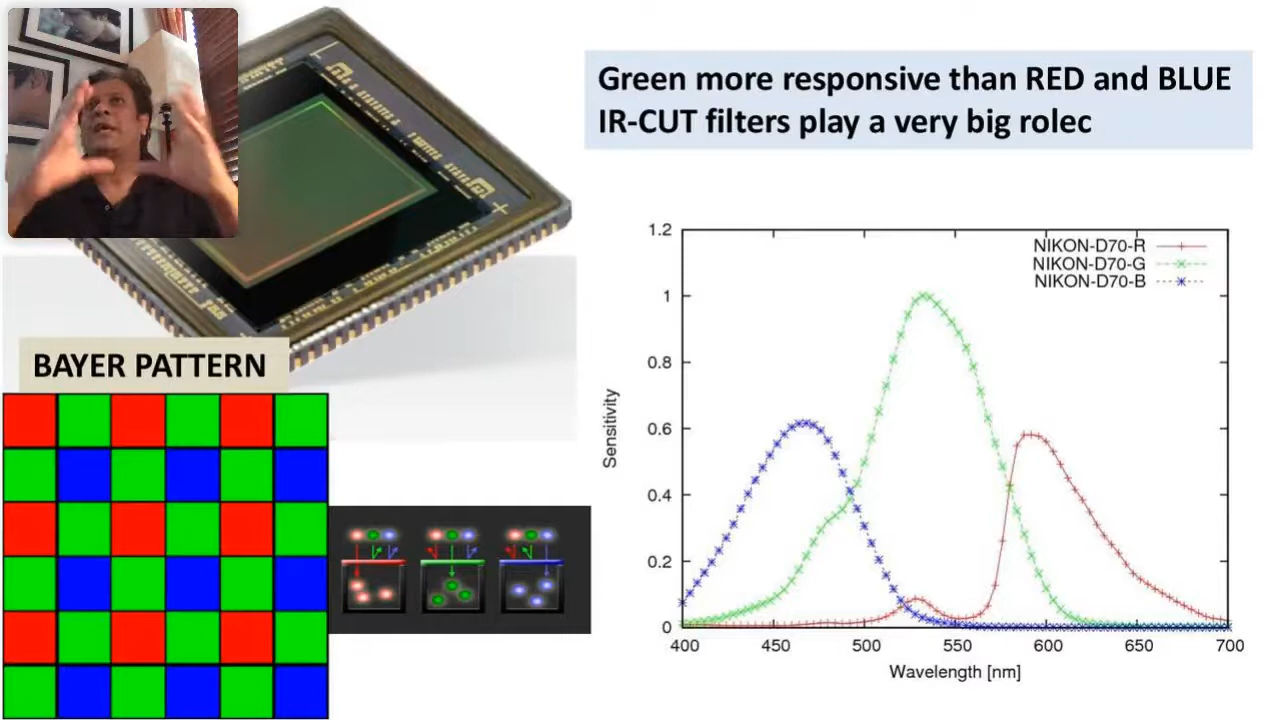 Green more responsive than RED and BLUE
IR-CUT filters play a very big rolec
BAYER PATTERN
1.2
1
0.8
0.6
0.4
0.2
0
Sensitivity
NIKON-D70-R
NIKON-D70-G
NIKON-D70-B
400 450 500 550 600 650 700
Wavelength [nm]